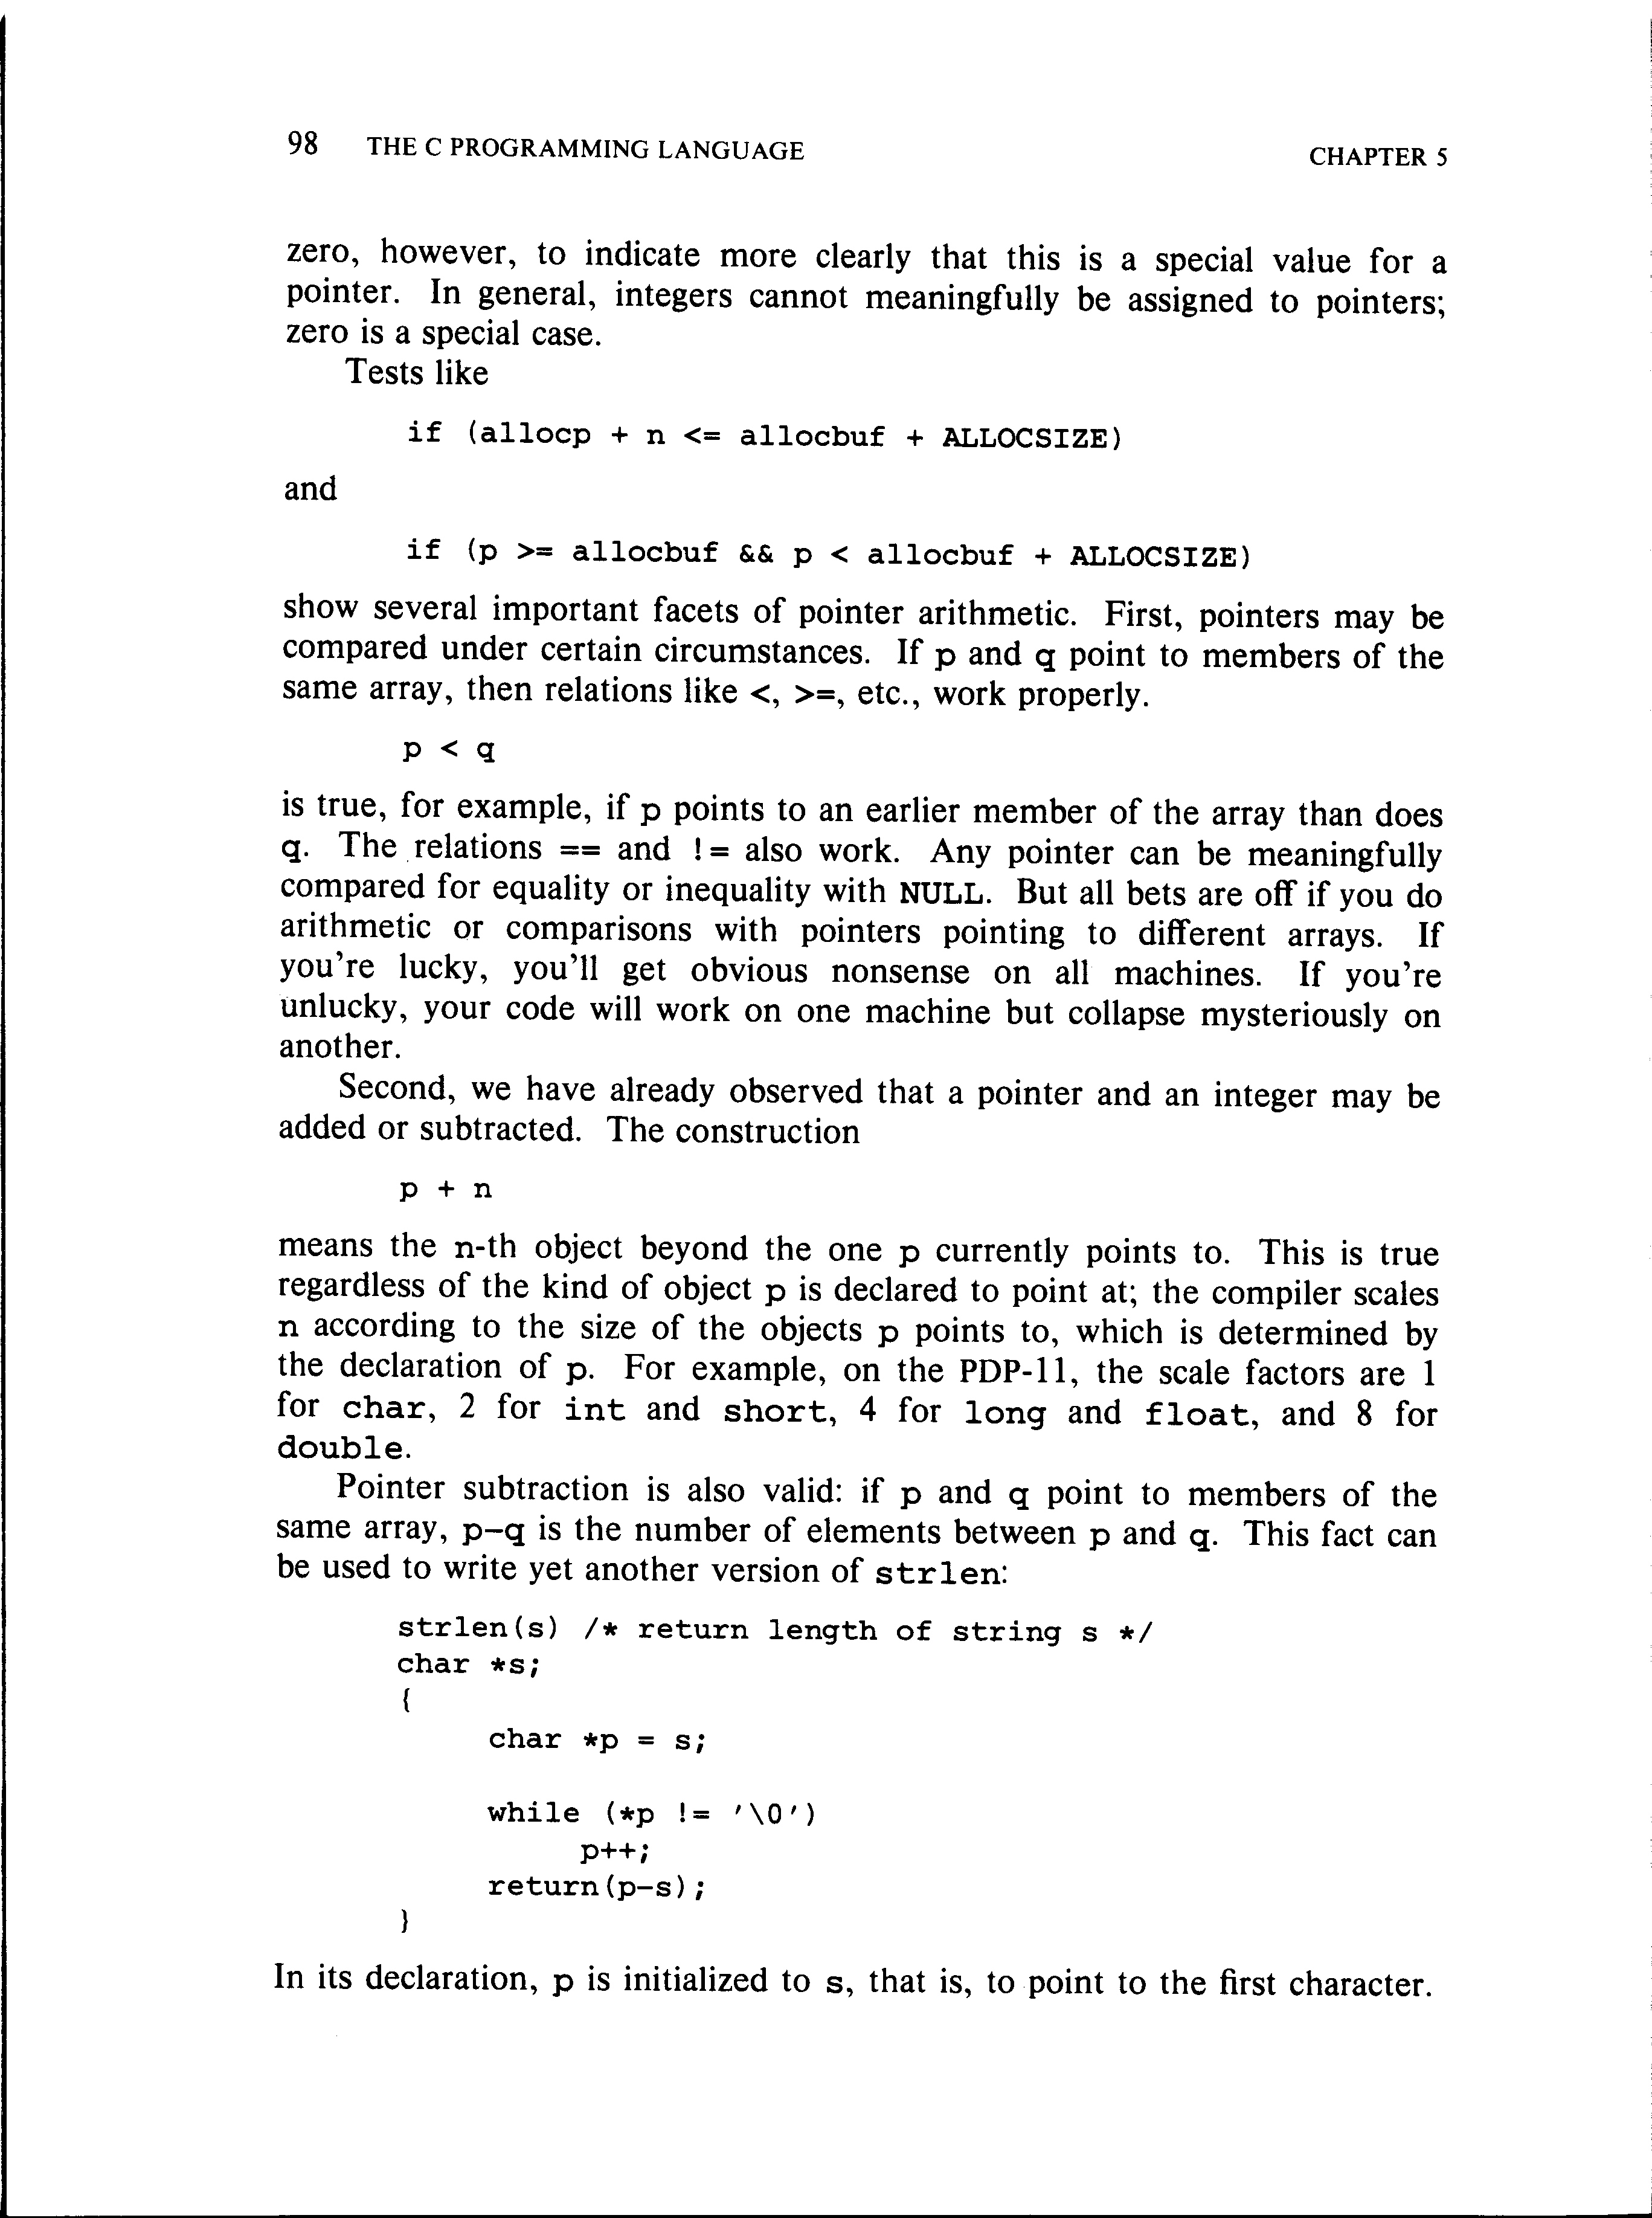 98 THE C PROGRAMMING LANGUAGE CHAPTER 5
zero, however, to indicate more clearly that this is a special value for a
pointer. In general, integers cannot meaningfully be assigned to pointers;
zero is a special case.
Tests like
if (allocp + n <= allocbuf + ALLOCSIZE)
and
if (p >= allocbuf && p < allocbuf + ALLOCSIZE)
show several important facets of pointer arithmetic. First, pointers may be
compared under certain circumstances. If p and q point to members of the
same array, then relations like <, >=, etc., work properly.
p < q
is true, for example, if p points to an earlier member of the array than does
q. The relations == and != also work. Any pointer can be meaningfully
compared for equality or inequality with NULL. But all bets are off if you do
arithmetic or comparisons with pointers pointing to different arrays. If
you're lucky, you'll get obvious nonsense on all machines. If you're
unlucky, your code will work on one machine but collapse mysteriously on
another.
Second, we have already observed that a pointer and an integer may be
added or subtracted. The construction
p + n
means the n-th object beyond the one p currently points to. This is true
regardless of the kind of object p is declared to point at; the compiler scales
n according to the size of the objects p points to, which is determined by
the declaration of p. For example, on the PDP-11, the scale factors are 1
for char, 2 for int and short, 4 for long and float, and 8 for
double.
Pointer subtraction is also valid: if p and q point to members of the
same array, p-q is the number of elements between p and q. This fact can
be used to write yet another version of strlen:
strlen(s) /* return length of string s */
char *s;
{
char *p = s;
while (*p != '\0')
p++;
return(p-s);
}
In its declaration, p is initialized to s, that is, to point to the first character.